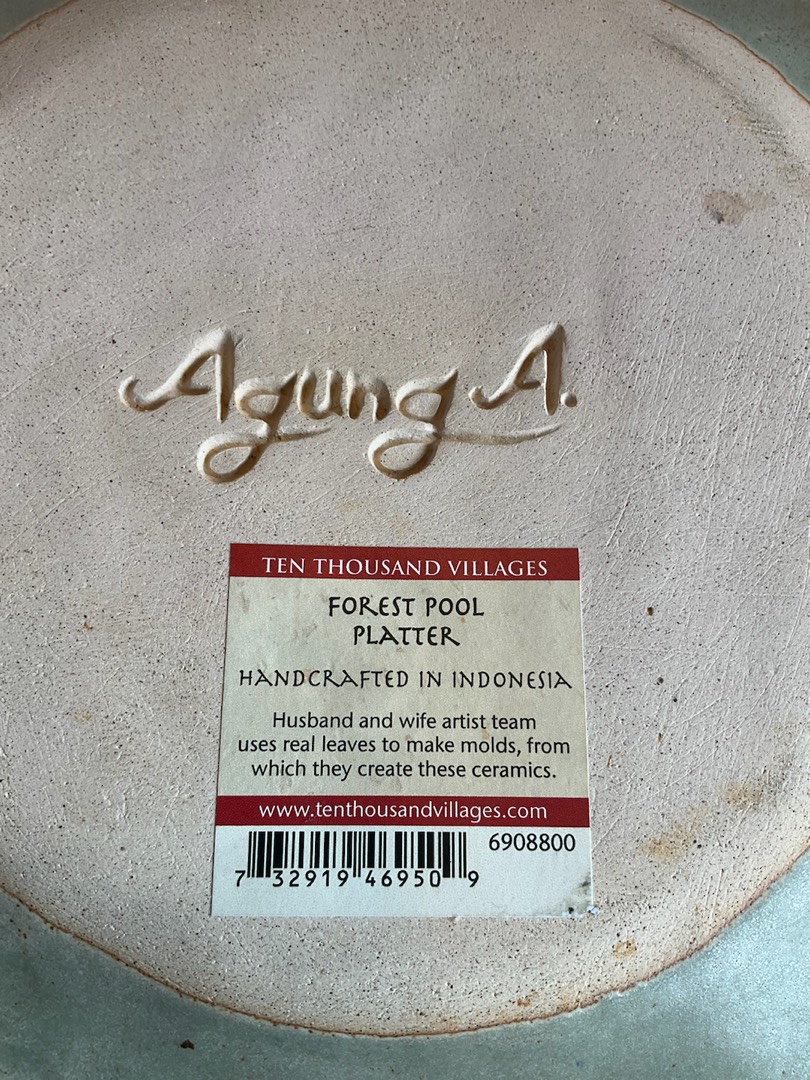 Agung A.
TEN THOUSAND VILLAGES
FOREST POOL
PLATTER
HANDCRAFTED IN INDONESIA
Husband and wife artist team
uses real leaves to make molds, from
which they create these ceramics.
www.tenthousandvillages.com
6908800
7 32919 46950 9